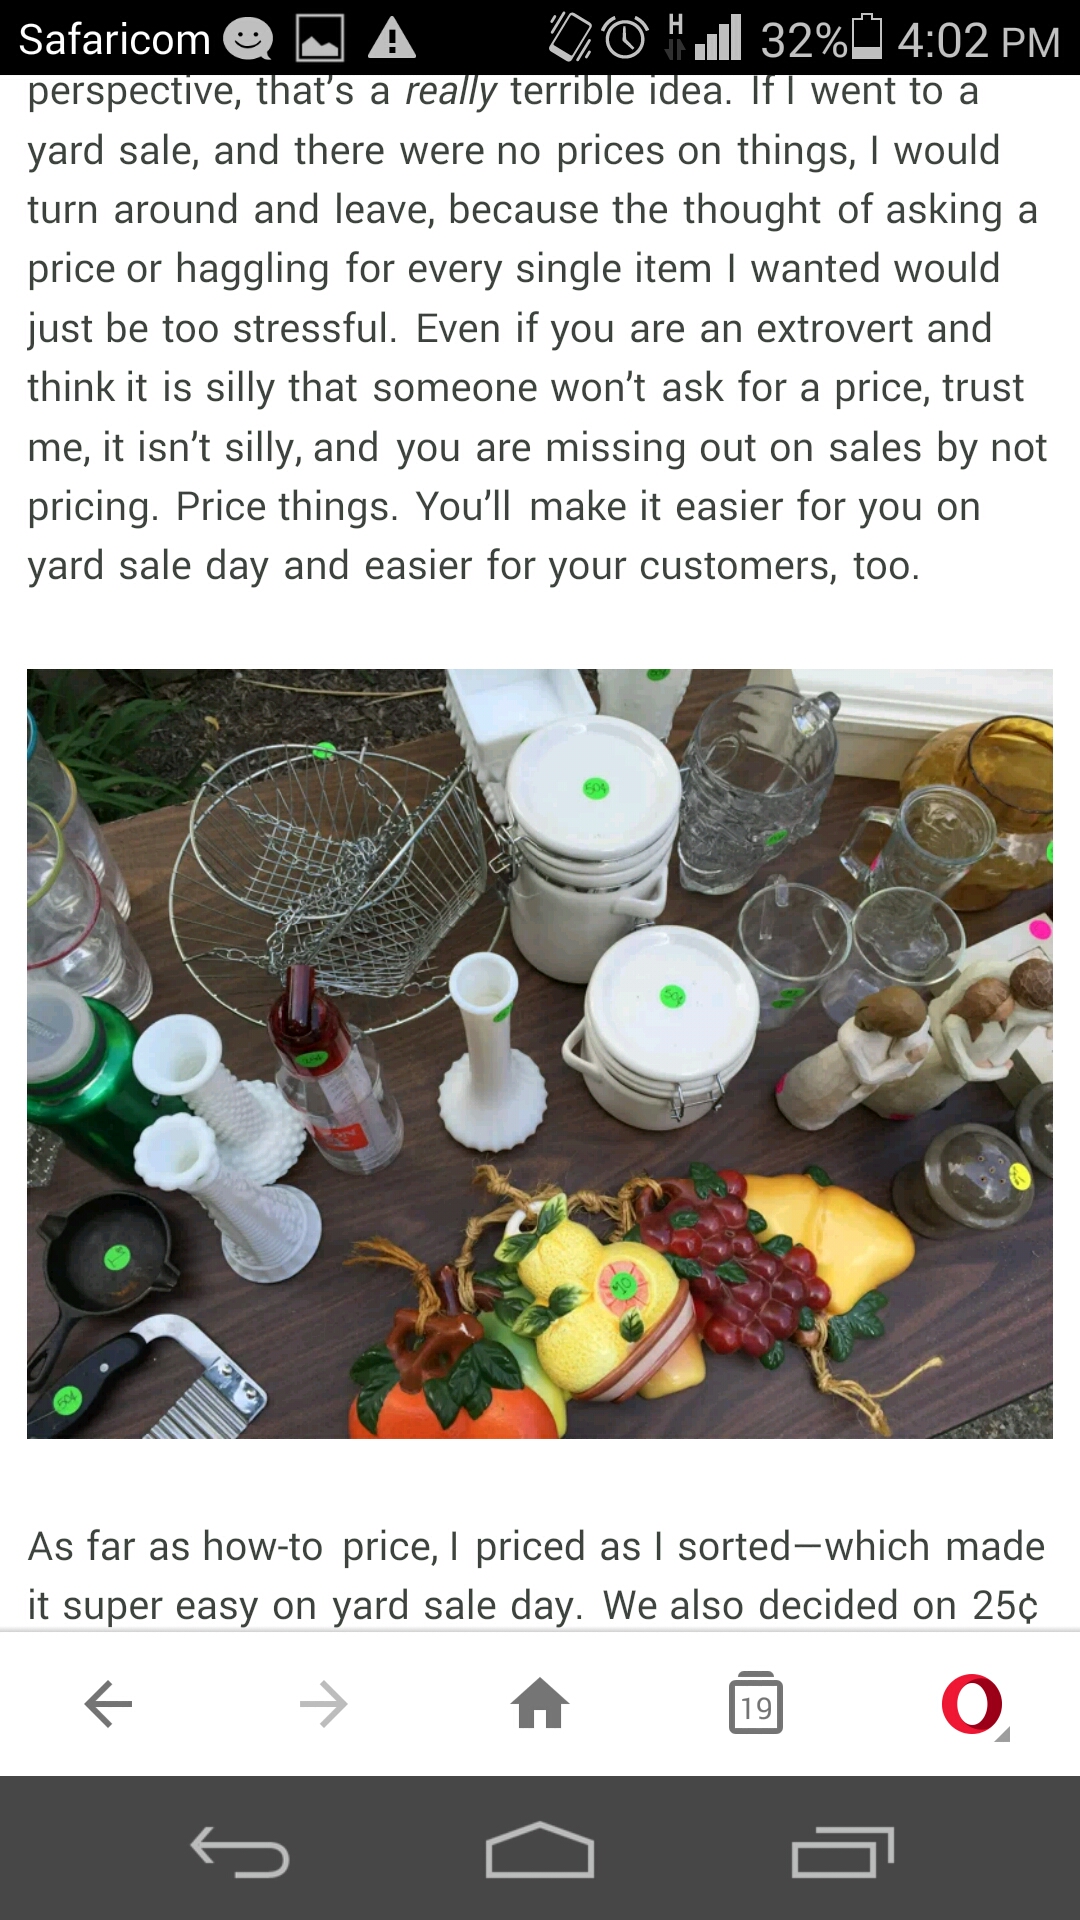 Safaricom H 32% 4:02 PM
perspective, that's a really terrible idea. If I went to a
yard sale, and there were no prices on things, I would
turn around and leave, because the thought of asking a
price or haggling for every single item I wanted would
just be too stressful. Even if you are an extrovert and
think it is silly that someone won't ask for a price, trust
me, it isn't silly, and you are missing out on sales by not
pricing. Price things. You'll make it easier for you on
yard sale day and easier for your customers, too.
50¢
50¢
$10
50¢
As far as how-to price, I priced as I sorted—which made
it super easy on yard sale day. We also decided on 25¢
19